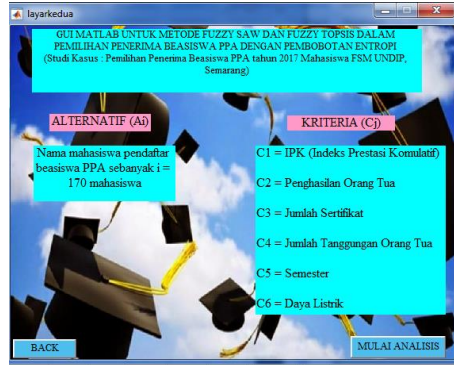 layarkedua
GUI MATLAB UNTUK METODE FUZZY SAW DAN FUZZY TOPSIS DALAM
PEMILIHAN PENERIMA BEASISWA PPA DENGAN PEMBOBOTAN ENTROPI
(Studi Kasus : Pemilihan Penerima Beasiswa PPA tahun 2017 Mahasiswa FSM UNDIP,
Semarang)
ALTERNATIF (Ai)
Nama mahasiswa pendaftar
beasiswa PPA sebanyak i =
170 mahasiswa
KRITERIA (Cj)
C1 = IPK (Indeks Prestasi Komulatif)
C2 = Penghasilan Orang Tua
C3 = Jumlah Sertifikat
C4 = Jumlah Tanggungan Orang Tua
C5 = Semester
C6 = Daya Listrik
BACK
MULAI ANALISIS